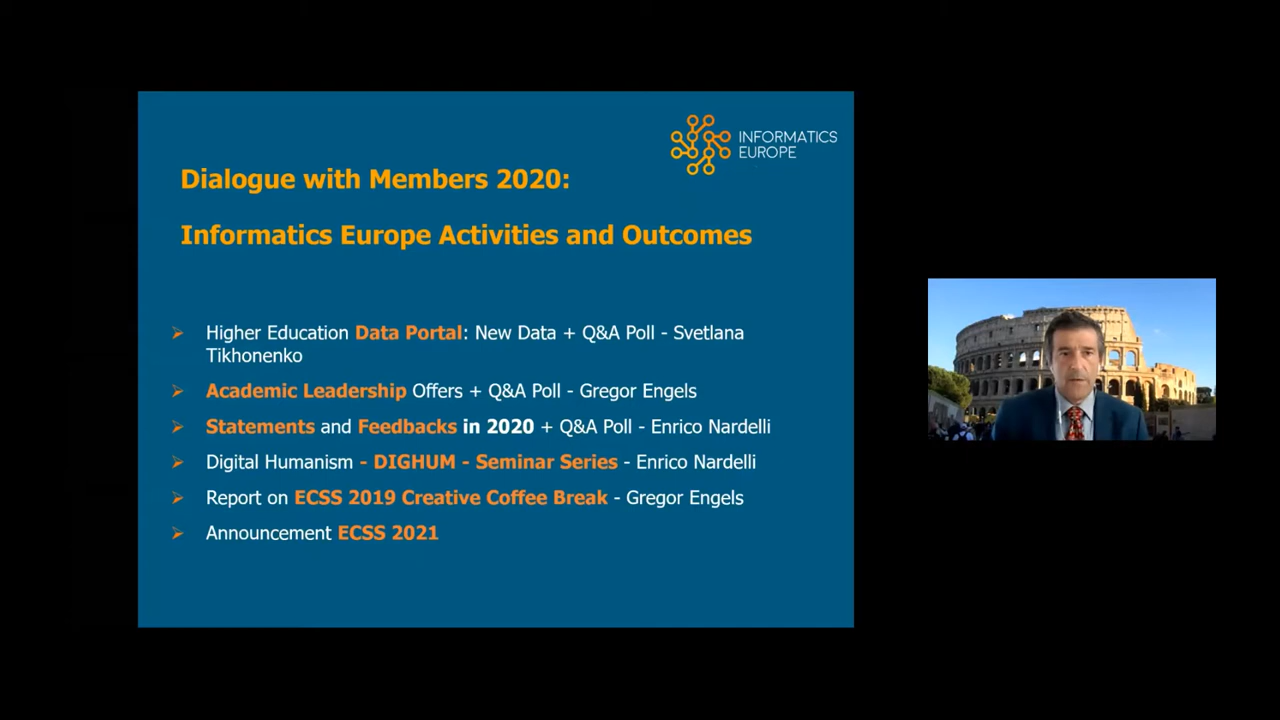 INFORMATICS
EUROPE
Dialogue with Members 2020:
Informatics Europe Activities and Outcomes
➢ Higher Education Data Portal: New Data + Q&A Poll - Svetlana
Tikhonenko
➢ Academic Leadership Offers + Q&A Poll - Gregor Engels
➢ Statements and Feedbacks in 2020 + Q&A Poll - Enrico Nardelli
➢ Digital Humanism - DIGHUM - Seminar Series - Enrico Nardelli
➢ Report on ECSS 2019 Creative Coffee Break - Gregor Engels
➢ Announcement ECSS 2021